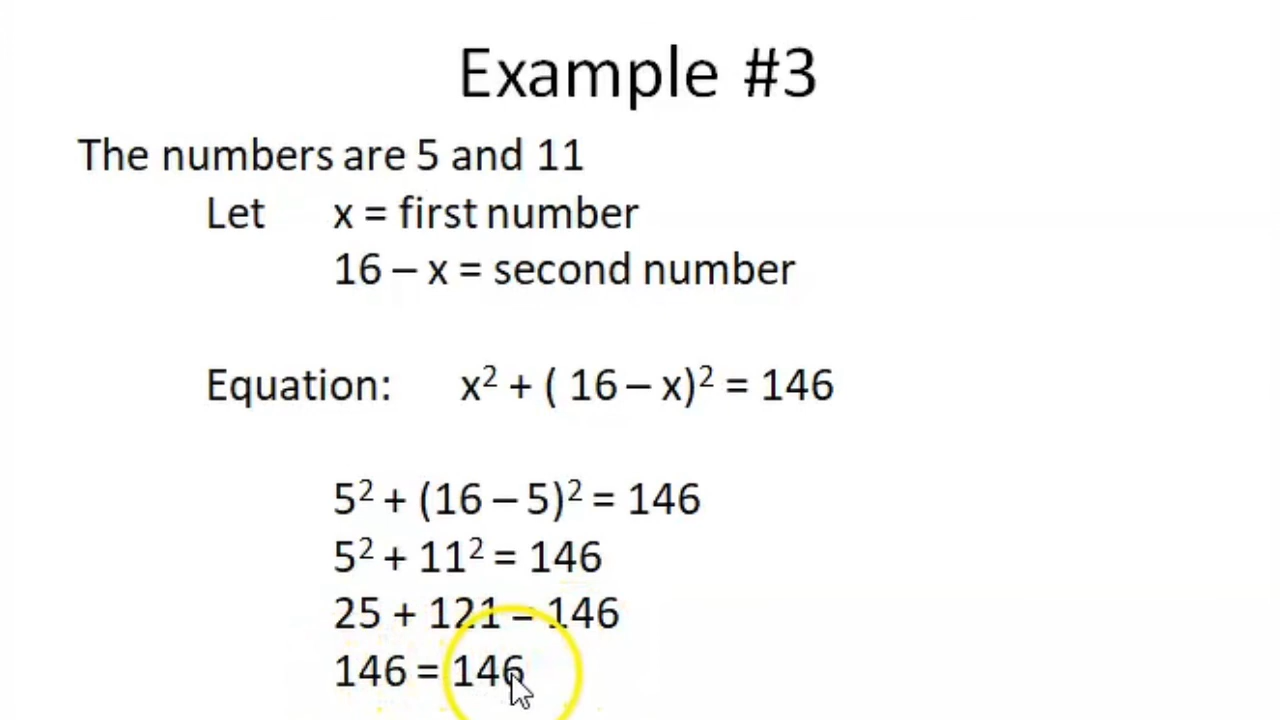 Example #3
The numbers are 5 and 11
Let x = first number
16 – x = second number
Equation: x² + ( 16 – x)² = 146
5² + (16 – 5)² = 146
5² + 11² = 146
25 + 121 = 146
146 = 146